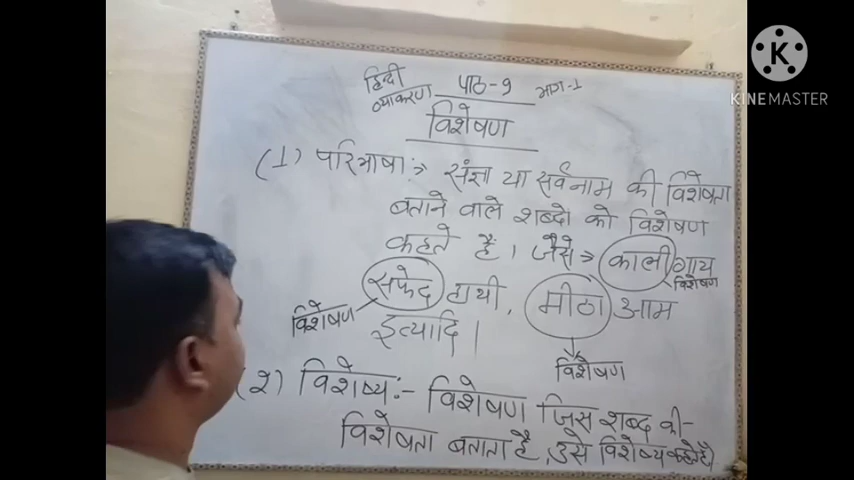 हिन्दी पाठ-9 भाग-1
व्याकरण
विशेषण
(1) परिभाषा:→ संज्ञा या सर्वनाम की विशेषता
बताने वाले शब्दो को विशेषण
कहते हैं। जैसे→ काली गाय
विशेषण
सफेद हाथी, मीठा आम
विशेषण
इत्यादि।
विशेषण
(२) विशेष्य:- विशेषण जिस शब्द की-
विशेषता बताता है, उसे विशेष्य कहते हैं।
KINEMASTER